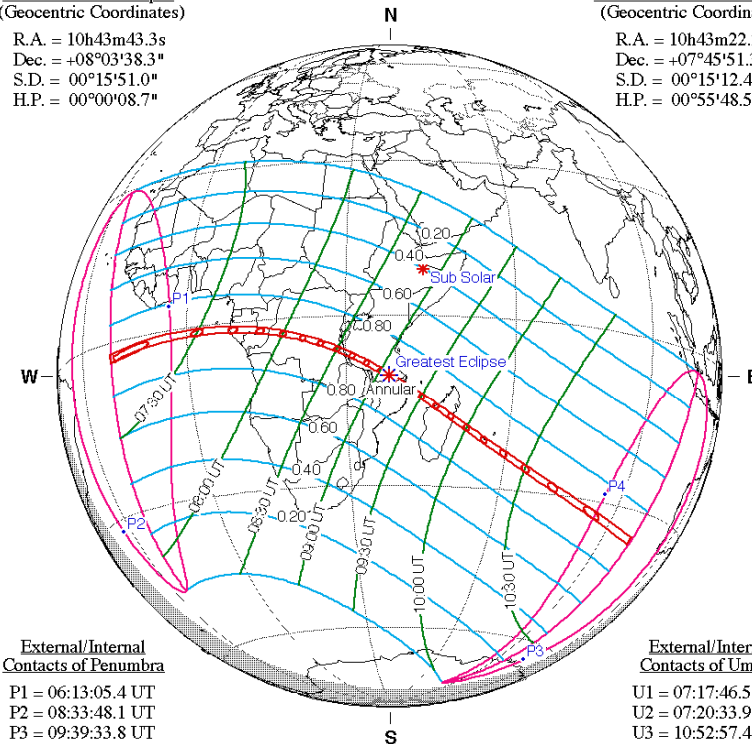 (Geocentric Coordinates)
R.A. = 10h43m43.3s
Dec. = +08°03'38.3"
S.D. = 00°15'51.0"
H.P. = 00°00'08.7"
N
(Geocentric Coordin
R.A. = 10h43m22.
Dec. = +07°45'51.
S.D. = 00°15'12.4
H.P. = 00°55'48.5
0.20
0.40
Sub Solar
0.60
P1
0.80
Greatest Eclipse
W
0.80
Annular
E
07:30 UT
0.60
0.40
08:00 UT
08:30 UT
0.20
09:00 UT
09:30 UT
10:00 UT
10:30 UT
P4
P2
P3
External/Internal
Contacts of Penumbra
P1 = 06:13:05.4 UT
P2 = 08:33:48.1 UT
P3 = 09:39:33.8 UT
S
External/Inter
Contacts of Um
U1 = 07:17:46.5
U2 = 07:20:33.9
U3 = 10:52:57.4